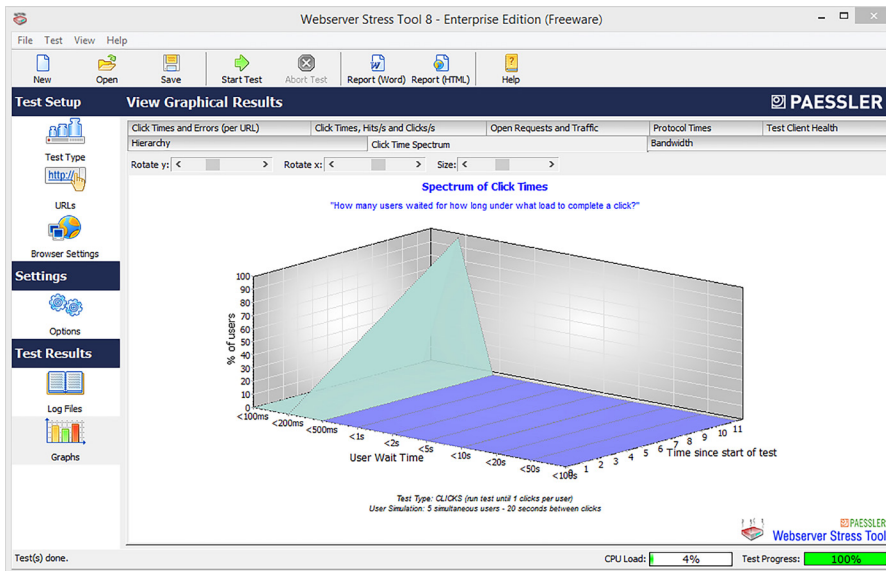 Webserver Stress Tool 8 - Enterprise Edition (Freeware)
File Test View Help
New Open Save Start Test Abort Test Report (Word) Report (HTML) Help
Test Setup
View Graphical Results
PAESSLER
Click Times and Errors (per URL) Click Times, Hits/s and Clicks/s Open Requests and Traffic Protocol Times Test Client Health
Hierarchy Click Time Spectrum Bandwidth
Rotate y: < > Rotate x: < > Size: < >
Test Type
http://
URLs
Browser Settings
Settings
Options
Test Results
Log Files
Graphs
Spectrum of Click Times
"How many users waited for how long under what load to complete a click?"
% of users
100
90
80
70
60
50
40
30
20
10
0
<100ms
<200ms
<500ms
<1s
<2s
<5s
<10s
<20s
<50s
<100s
User Wait Time
0 1 2 3 4 5 6 7 8 9 10 11
Time since start of test
Test Type: CLICKS (run test until 1 clicks per user)
User Simulation: 5 simultaneous users - 20 seconds between clicks
PAESSLER
Webserver Stress Tool
Test(s) done.
CPU Load: 4% Test Progress: 100%